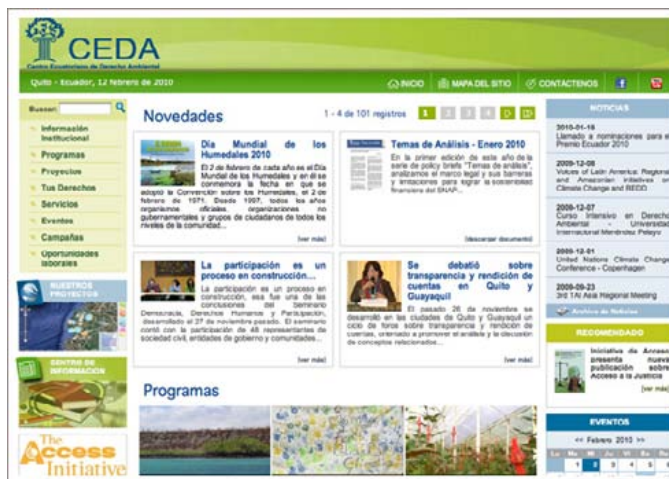 CEDA
Centro Ecuatoriano de Derecho Ambiental
Quito - Ecuador, 12 febrero de 2010
INICIO
MAPA DEL SITIO
CONTÁCTENOS
Buscar:
Información
Institucional
Programas
Proyectos
Tus Derechos
Servicios
Eventos
Campañas
Oportunidades
laborales
NUESTROS
PROYECTOS
CENTRO DE
INFORMACIÓN
The
Access
Initiative
Novedades
1 - 4 de 101 registros
1 2 3 4
Día Mundial de los
Humedales 2010
El 2 de febrero de cada año es el Día
Mundial de los Humedales y en él se
conmemora la fecha en que se
adoptó la Convención sobre los Humedales, el 2 de
febrero de 1971. Desde 1997, todos los años
organismos oficiales, organizaciones no
gubernamentales y grupos de ciudadanos de todos los
niveles de la comunidad...
[ver más]
Temas de Análisis - Enero 2010
En la primer edición de este año de la
serie de policy briefs "Temas de análisis",
analizamos el marco legal y sus barreras
y limitaciones para lograr la sostenibilidad
financiera del SNAP...
[descargar documento]
La participación es un
proceso en construcción...
La participación es un proceso en
construcción, esa fue una de las
conclusiones del Seminario
Democracia, Derechos Humanos y Participación,
desarrollado el 27 de noviembre pasado. El seminario
contó con la participación de 48 representantes de
sociedad civil, entidades de gobierno y comunidades...
[ver más]
Se debatió sobre
transparencia y rendición de
cuentas en Quito y
Guayaquil
El pasado 26 de noviembre se
desarrolló en las ciudades de Quito y Guayaquil un
ciclo de foros sobre transparencia y rendición de
cuentas, orientado a promover el análisis y la discusión
de conceptos relacionados...
[ver más]
Programas
NOTICIAS
2010-01-18
Llamado a nominaciones para el
Premio Ecuador 2010
2009-12-08
Voices of Latin America: Regional
and Amazonian initiatives on
Climate Change and REDD
2009-12-07
Curso Intensivo en Derecho
Ambiental - Universidad
Internacional Menéndez Pelayo
2009-12-01
United Nations Climate Change
Conference - Copenhagen
2009-09-23
3rd TAI Asia Regional Meeting
Archivo de Noticias
RECOMENDADO
Iniciativa de Acceso
presenta nueva
publicación sobre
Acceso a la Justicia
[ver más]
EVENTOS
<< Febrero 2010 >>
Lu Ma Mi Ju Vi Sa Do
1 2 3 4 5 6